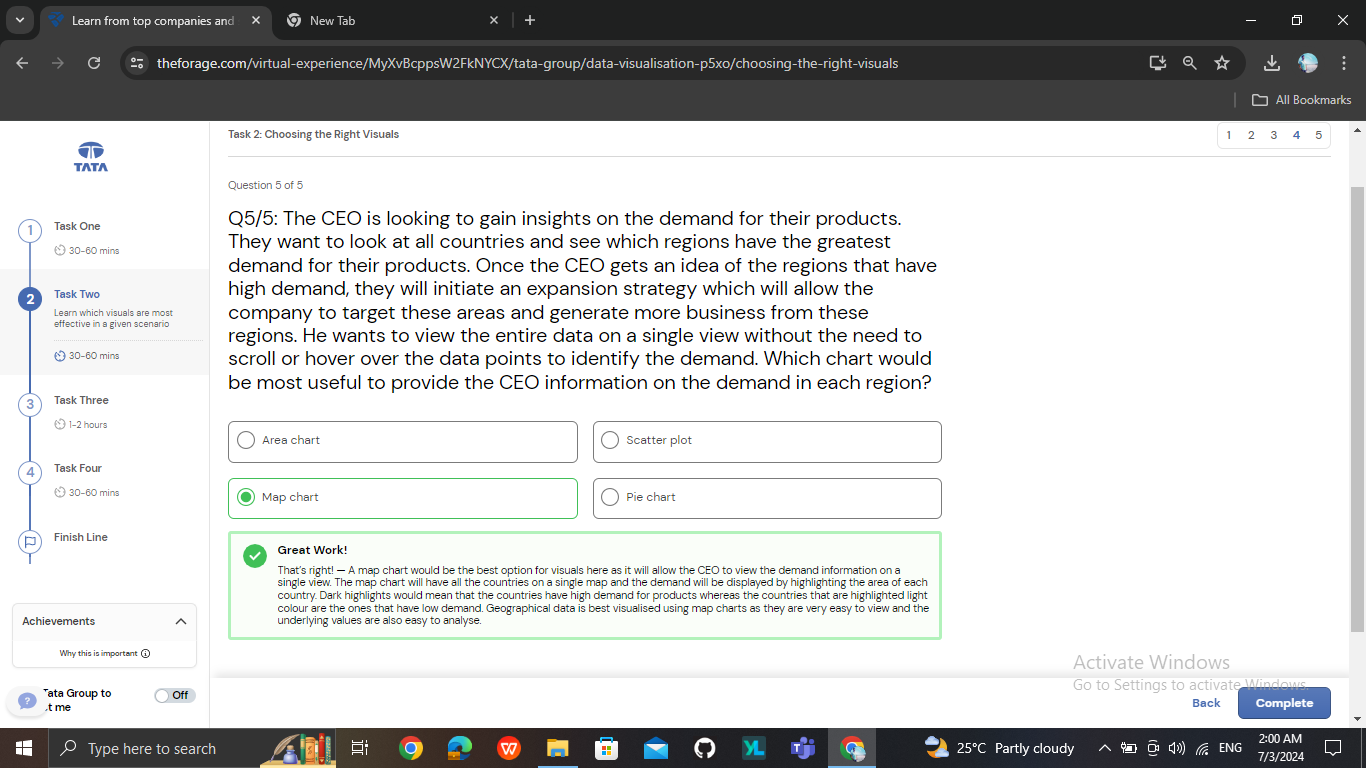 Learn from top companies and
New Tab
theforage.com/virtual-experience/MyXvBcppsW2FkNYCX/tata-group/data-visualisation-p5xo/choosing-the-right-visuals
All Bookmarks
TATA
1
Task One
30-60 mins
2
Task Two
Learn which visuals are most
effective in a given scenario
30-60 mins
3
Task Three
1-2 hours
4
Task Four
30-60 mins
Finish Line
Achievements
Why this is important
Tata Group to
Off
t me
Task 2: Choosing the Right Visuals
1 2 3 4 5
Question 5 of 5
Q5/5: The CEO is looking to gain insights on the demand for their products.
They want to look at all countries and see which regions have the greatest
demand for their products. Once the CEO gets an idea of the regions that have
high demand, they will initiate an expansion strategy which will allow the
company to target these areas and generate more business from these
regions. He wants to view the entire data on a single view without the need to
scroll or hover over the data points to identify the demand. Which chart would
be most useful to provide the CEO information on the demand in each region?
Area chart
Scatter plot
Map chart
Pie chart
Great Work!
That's right! — A map chart would be the best option for visuals here as it will allow the CEO to view the demand information on a
single view. The map chart will have all the countries on a single map and the demand will be displayed by highlighting the area of each
country. Dark highlights would mean that the countries have high demand for products whereas the countries that are highlighted light
colour are the ones that have low demand. Geographical data is best visualised using map charts as they are very easy to view and the
underlying values are also easy to analyse.
Activate Windows
Go to Settings to activate Windows.
Back
Complete
Type here to search
25°C Partly cloudy
ENG
2:00 AM
7/3/2024